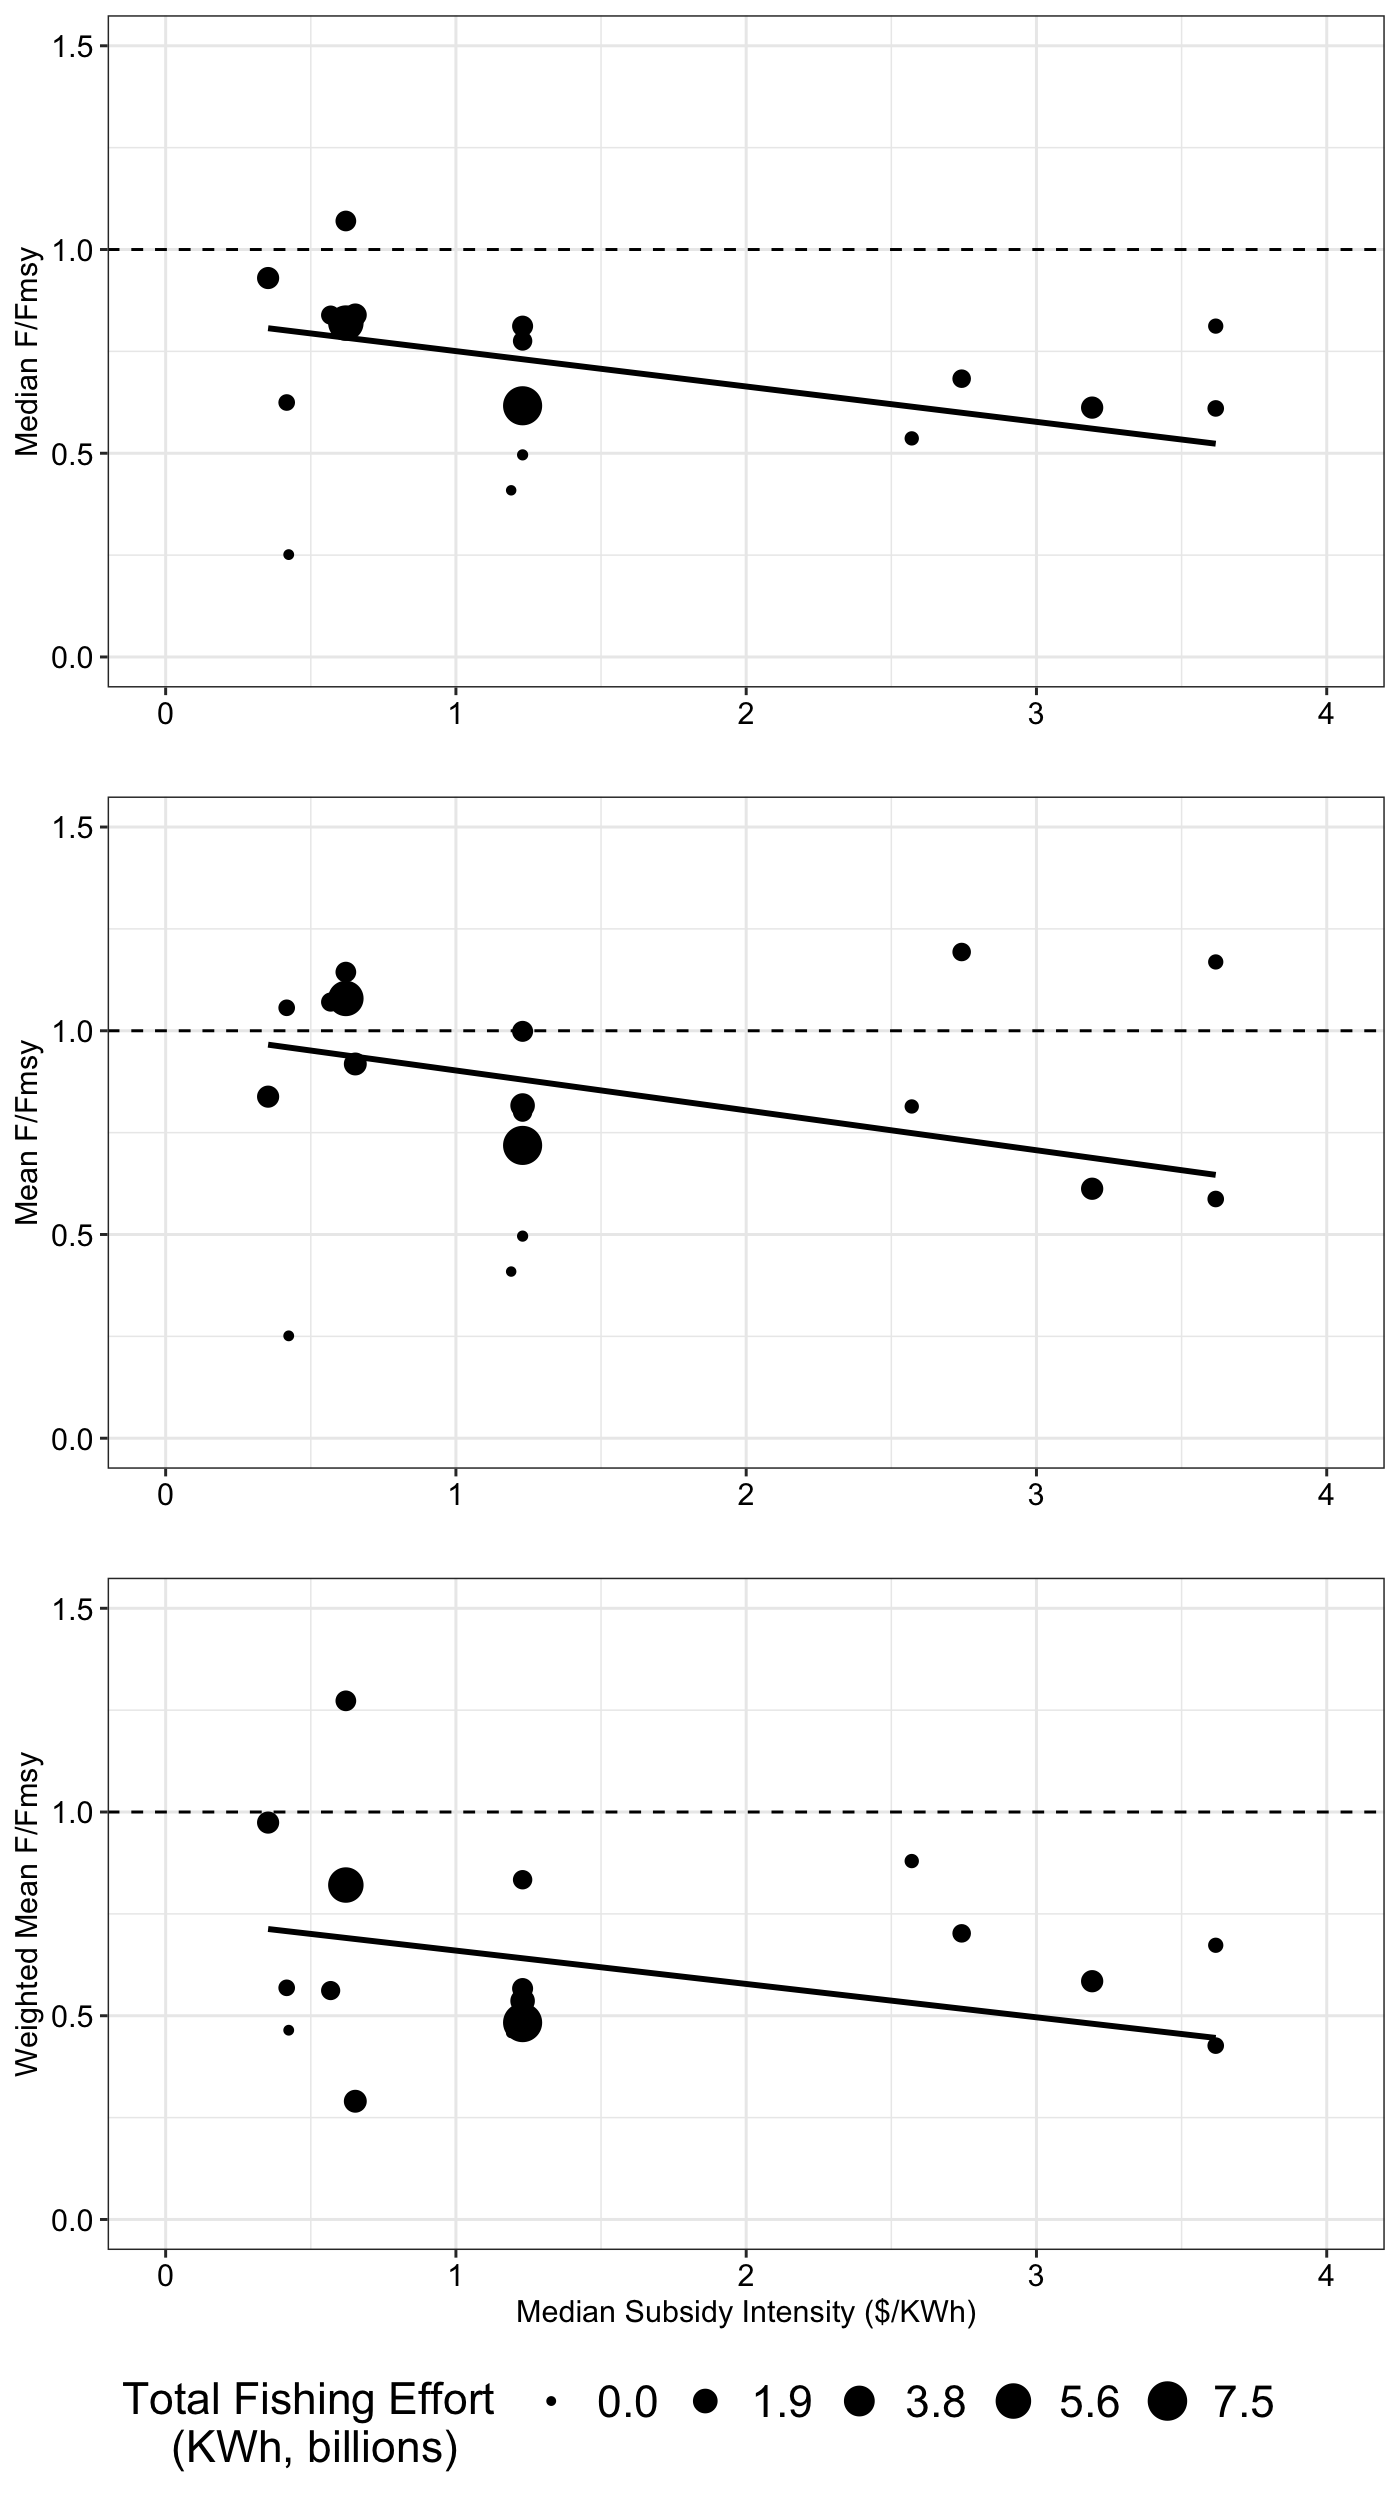 1.5
1.0
0.5
0.0
Median F/Fmsy
0 1 2 3 4
1.5
1.0
0.5
0.0
Mean F/Fmsy
0 1 2 3 4
1.5
1.0
0.5
0.0
Weighted Mean F/Fmsy
0 1 2 3 4
Median Subsidy Intensity ($/KWh)
Total Fishing Effort
(KWh, billions)
0.0 1.9 3.8 5.6 7.5